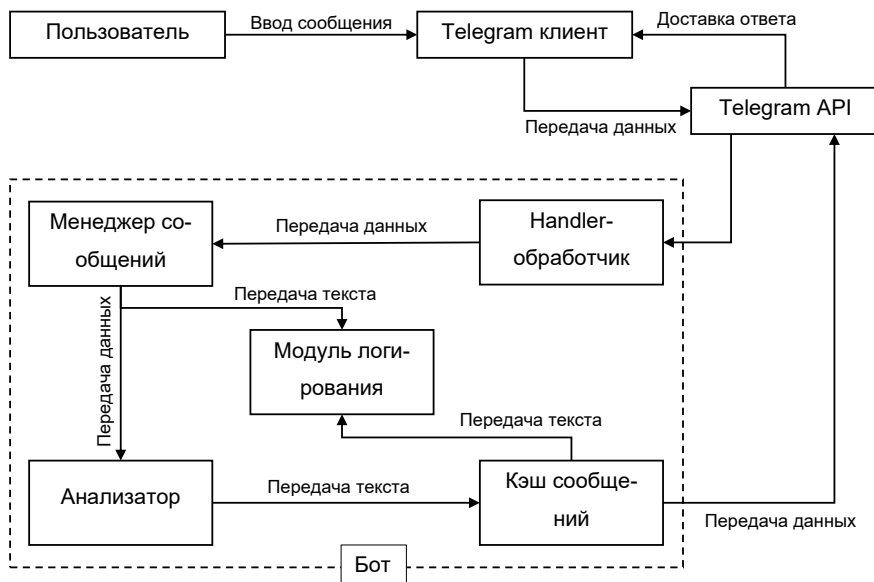 Пользователь
Ввод сообщения
Telegram клиент
Доставка ответа
Telegram API
Передача данных
Менеджер со-
общений
Передача данных
Handler-
обработчик
Передача данных
Передача текста
Модуль логи-
рования
Передача текста
Анализатор
Передача текста
Кэш сообще-
ний
Передача данных
Бот